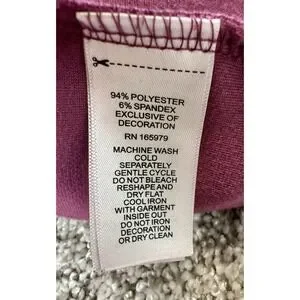 94% POLYESTER
6% SPANDEX
EXCLUSIVE OF
DECORATION
RN 165979
MACHINE WASH
COLD
SEPARATELY
GENTLE CYCLE
DO NOT BLEACH
RESHAPE AND
DRY FLAT
COOL IRON
WITH GARMENT
INSIDE OUT
DO NOT IRON
DECORATION
OR DRY CLEAN